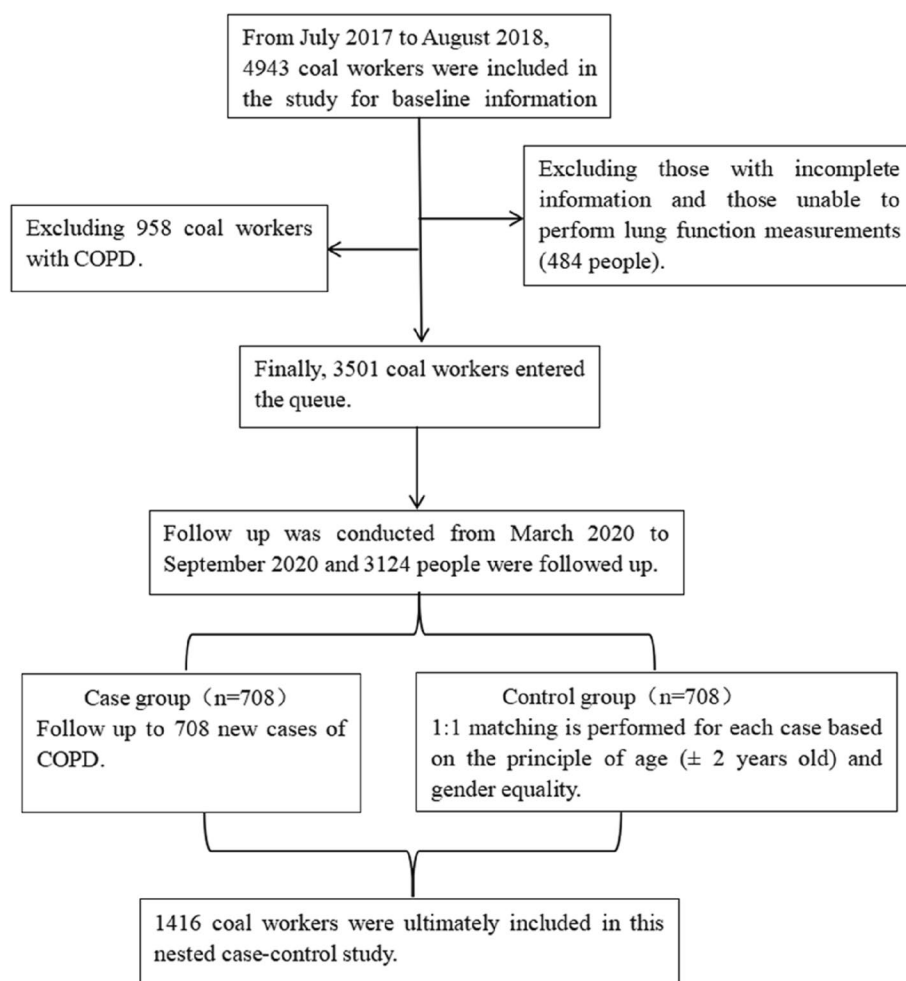 From July 2017 to August 2018,
4943 coal workers were included in
the study for baseline information
Excluding those with incomplete
information and those unable to
perform lung function measurements
(484 people).
Excluding 958 coal workers
with COPD.
Finally, 3501 coal workers entered
the queue.
Follow up was conducted from March 2020 to
September 2020 and 3124 people were followed up.
Case group（n=708）
Follow up to 708 new cases of
COPD.
Control group（n=708）
1:1 matching is performed for each case based
on the principle of age (± 2 years old) and
gender equality.
1416 coal workers were ultimately included in this
nested case-control study.